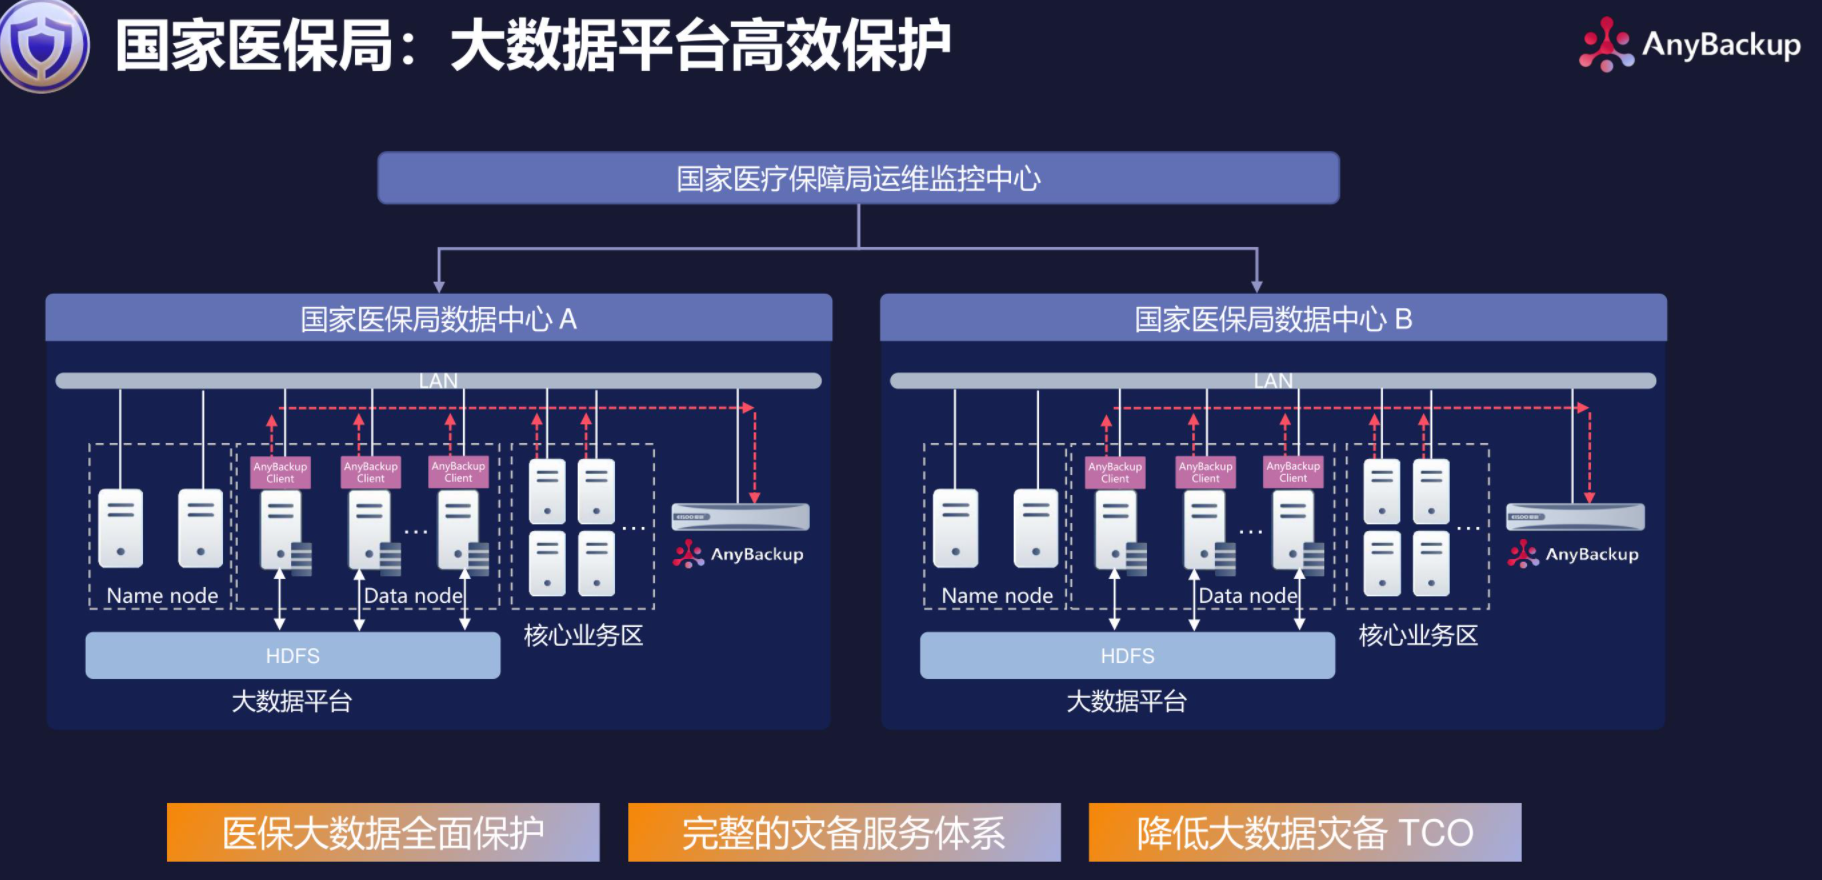 国家医保局：大数据平台高效保护
AnyBackup
国家医疗保障局运维监控中心
国家医保局数据中心 A
LAN
AnyBackup
Client
AnyBackup
Client
AnyBackup
Client
...
...
AnyBackup
Name node
Data node
核心业务区
HDFS
大数据平台
国家医保局数据中心 B
LAN
AnyBackup
Client
AnyBackup
Client
AnyBackup
Client
...
...
AnyBackup
Name node
Data node
核心业务区
HDFS
大数据平台
医保大数据全面保护
完整的灾备服务体系
降低大数据灾备 TCO